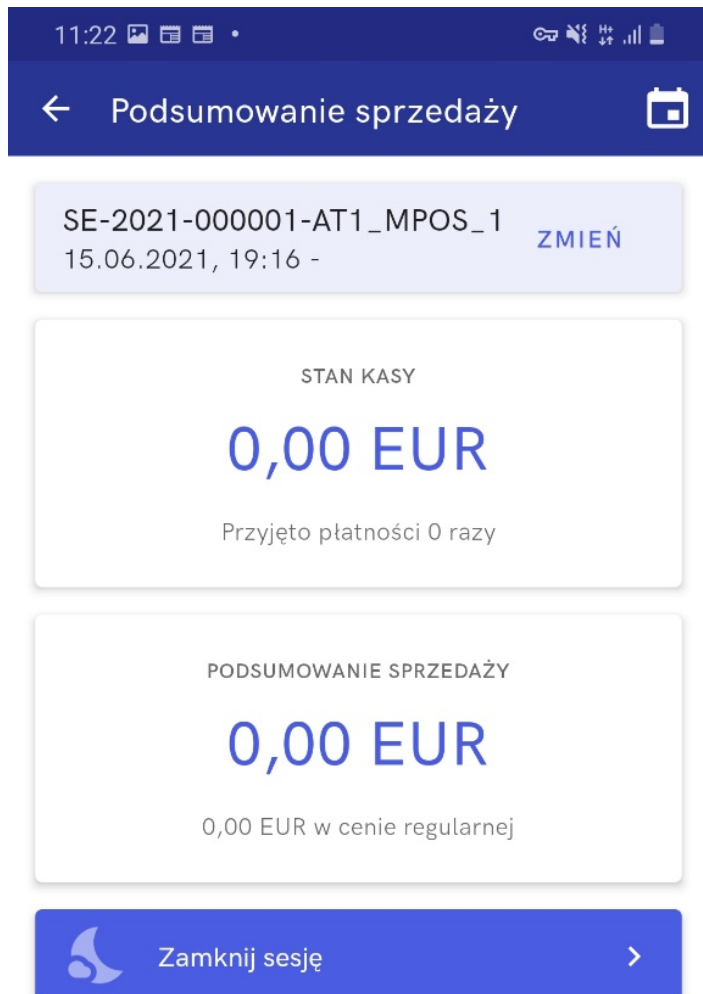 11:22
Podsumowanie sprzedaży
SE-2021-000001-AT1_MPOS_1
ZMIEŃ
15.06.2021, 19:16 -
STAN KASY
0,00 EUR
Przyjęto płatności 0 razy
PODSUMOWANIE SPRZEDAŻY
0,00 EUR
0,00 EUR w cenie regularnej
Zamknij sesję